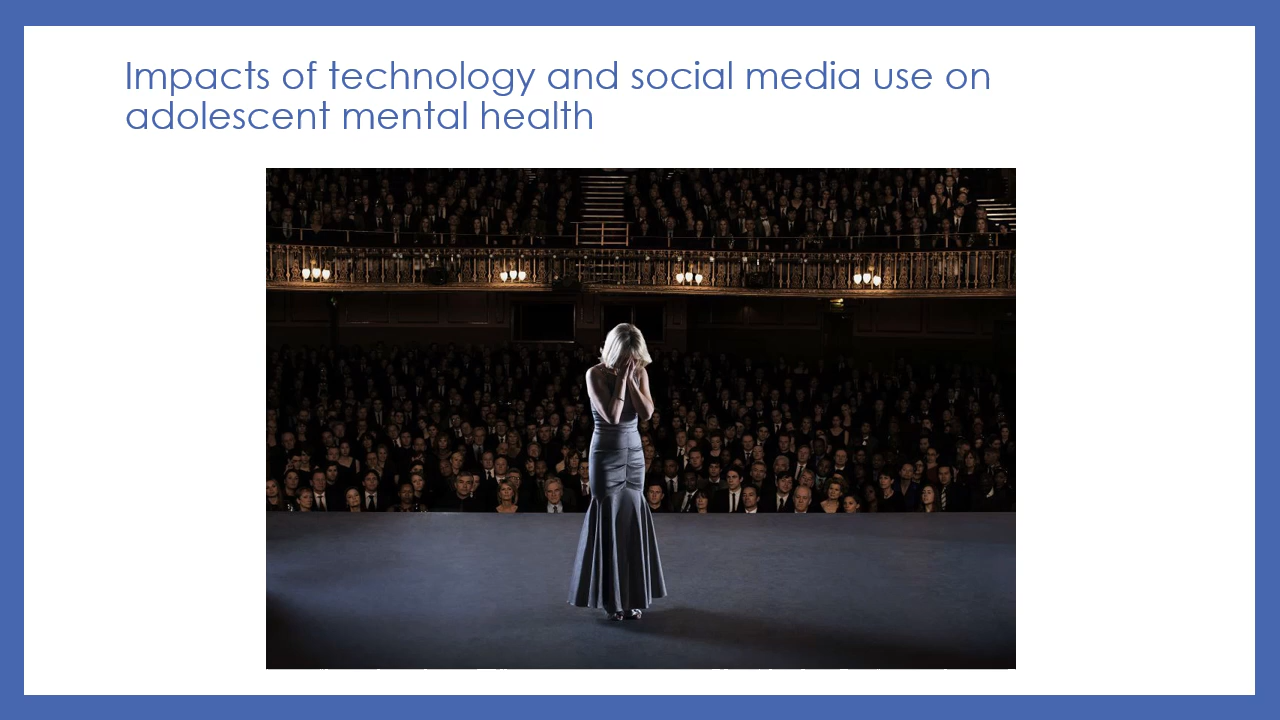 Impacts of technology and social media use on
adolescent mental health